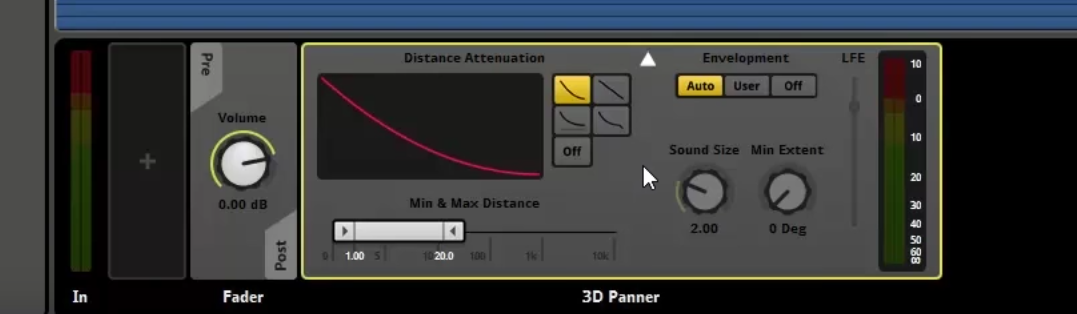 Pre
Volume
0.00 dB
Post
Distance Attenuation
Off
Min & Max Distance
0 1.00 5 10 20.0 100 1k 10k
Envelopment
Auto User Off
Sound Size Min Extent
2.00 0 Deg
LFE
10
0
10
20
30
40
50
60
In Fader 3D Panner